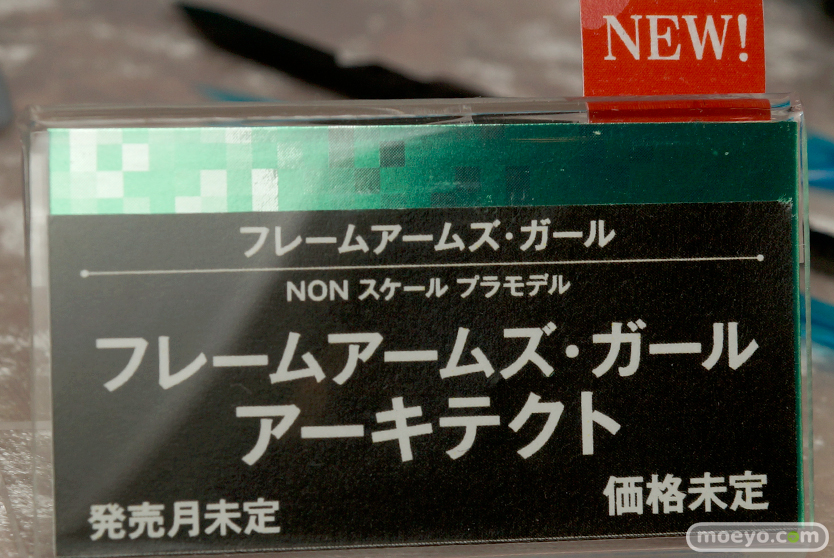 NEW!
フレームアームズ・ガール
NON スケール プラモデル
フレームアームズ・ガール
アーキテクト
発売月未定
価格未定
moeyo.com